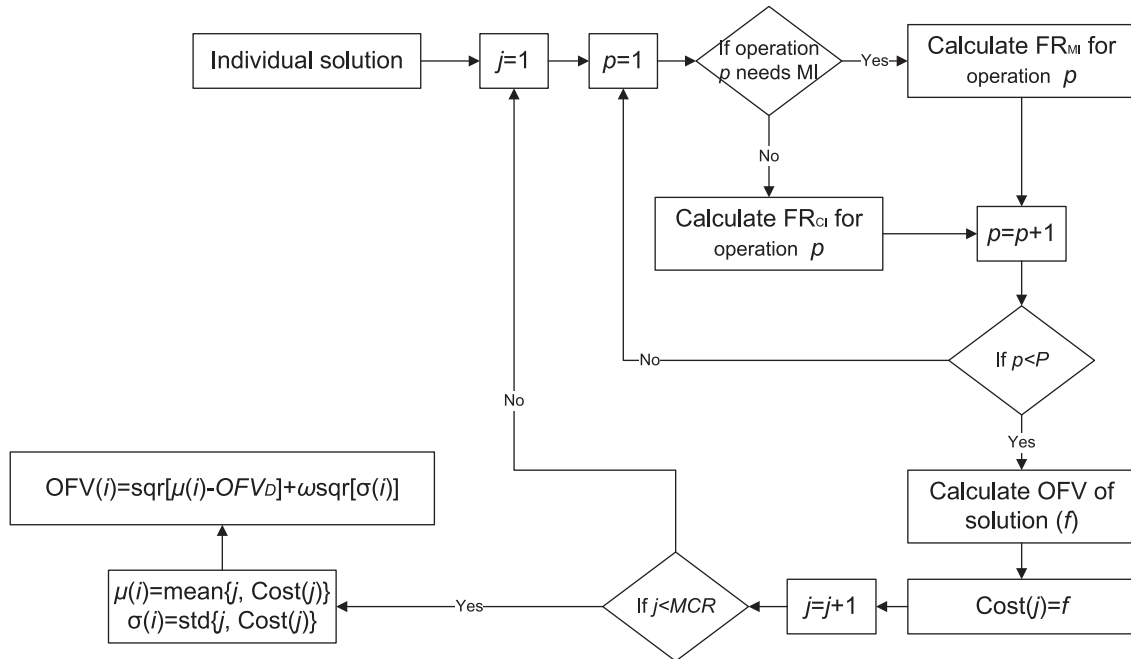 Individual solution
j=1
p=1
If operation
p needs MI
Yes
Calculate FRMI for
operation p
No
Calculate FRCI for
operation p
p=p+1
If p<P
No
Yes
No
Calculate OFV of
solution (f)
Cost(j)=f
j=j+1
If j<MCR
Yes
μ(i)=mean{j, Cost(j)}
σ(i)=std{j, Cost(j)}
OFV(i)=sqr[μ(i)-OFVD]+ωsqr[σ(i)]